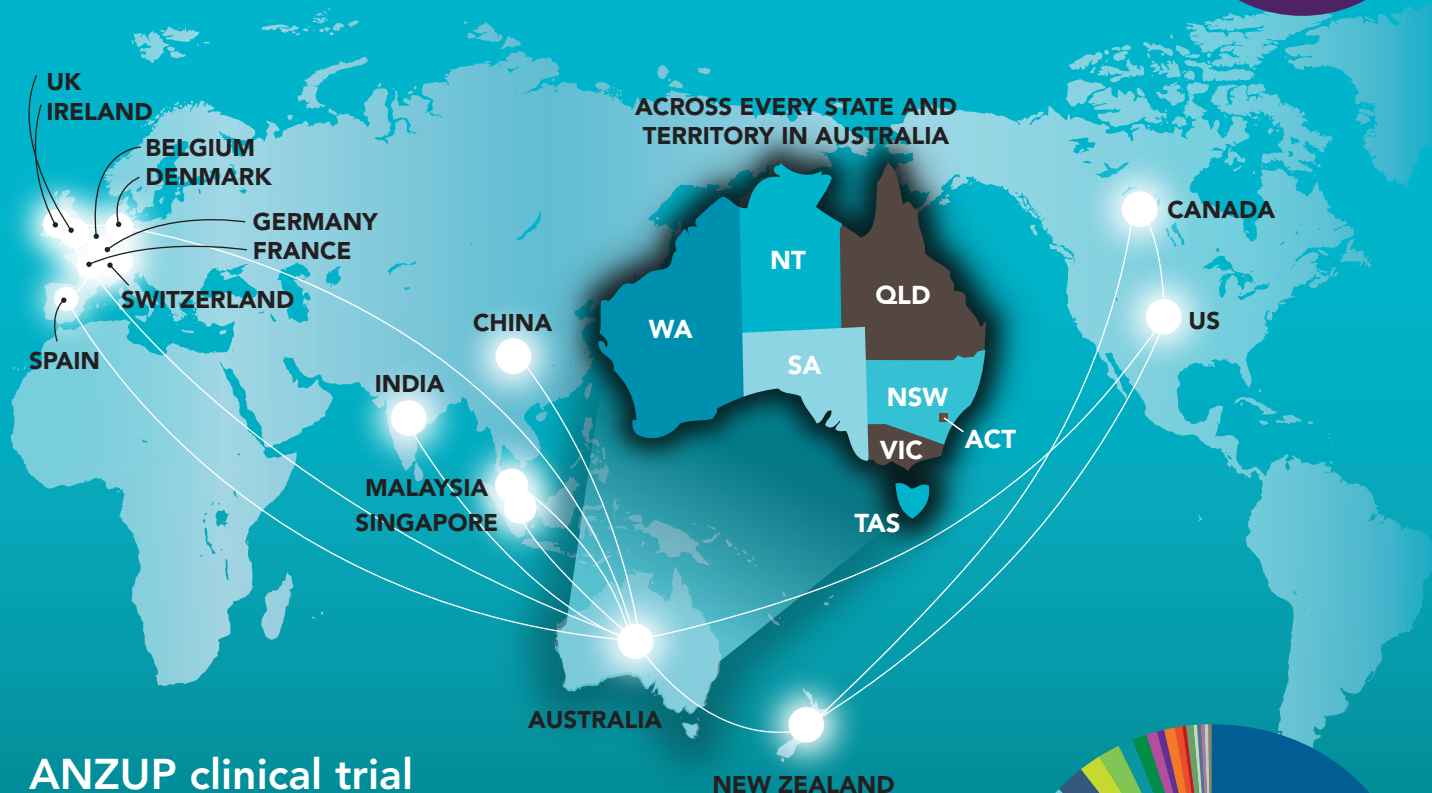 UK
IRELAND
BELGIUM
DENMARK
GERMANY
FRANCE
SWITZERLAND
SPAIN
CHINA
INDIA
MALAYSIA
SINGAPORE
ACROSS EVERY STATE AND
TERRITORY IN AUSTRALIA
WA
NT
QLD
SA
NSW
ACT
VIC
TAS
CANADA
US
AUSTRALIA
NEW ZEALAND
ANZUP clinical trial